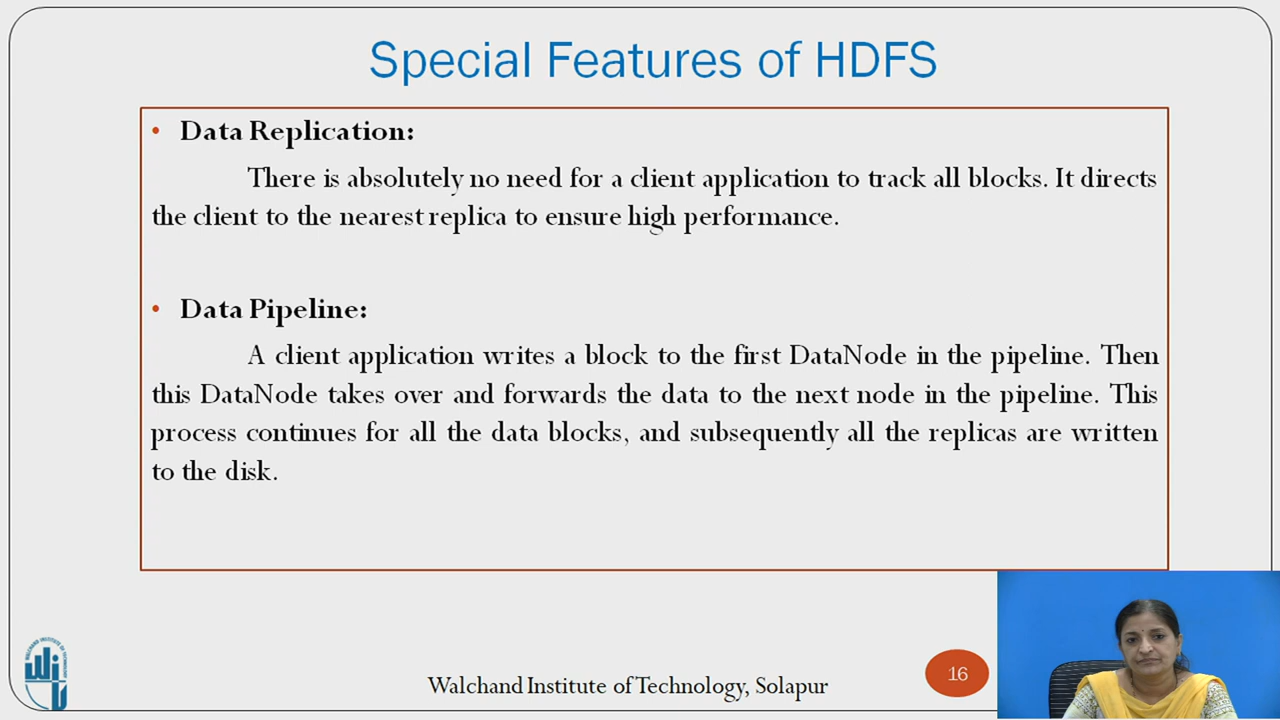 Special Features of HDFS
• Data Replication:
There is absolutely no need for a client application to track all blocks. It directs
the client to the nearest replica to ensure high performance.
• Data Pipeline:
A client application writes a block to the first DataNode in the pipeline. Then
this DataNode takes over and forwards the data to the next node in the pipeline. This
process continues for all the data blocks, and subsequently all the replicas are written
to the disk.
WALCHAND INSTITUTE OF TECHNOLOGY
Walchand Institute of Technology, Solapur
16